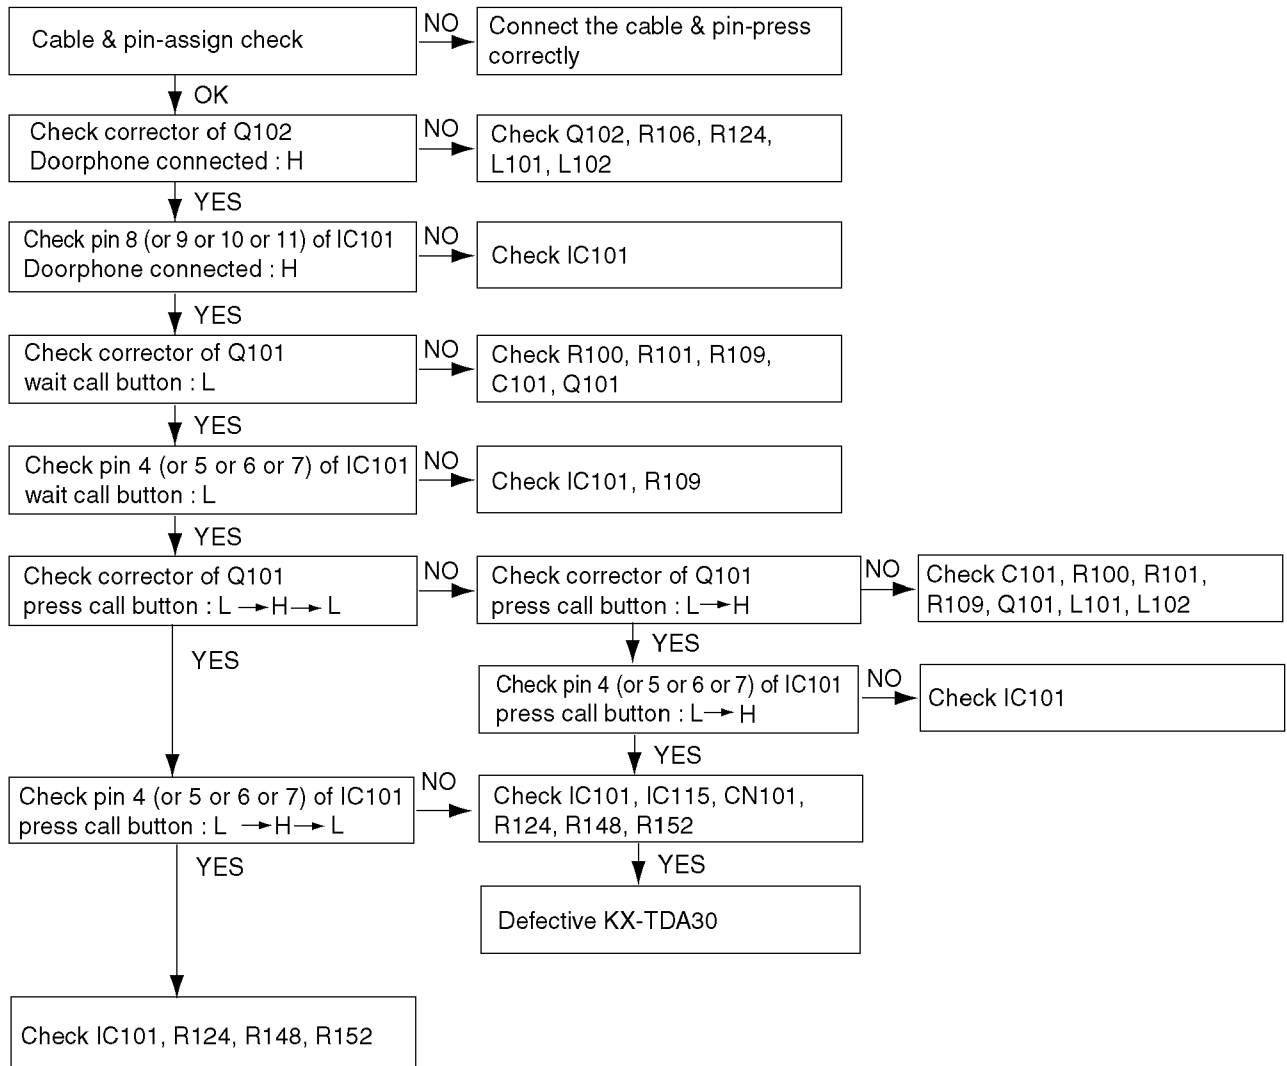 Cable & pin-assign check
NO
Connect the cable & pin-press
correctly
OK
Check corrector of Q102
Doorphone connected : H
NO
Check Q102, R106, R124,
L101, L102
YES
Check pin 8 (or 9 or 10 or 11) of IC101
Doorphone connected : H
NO
Check IC101
YES
Check corrector of Q101
wait call button : L
NO
Check R100, R101, R109,
C101, Q101
YES
Check pin 4 (or 5 or 6 or 7) of IC101
wait call button : L
NO
Check IC101, R109
YES
Check corrector of Q101
press call button : L → H → L
NO
Check corrector of Q101
press call button : L → H
NO
Check C101, R100, R101,
R109, Q101, L101, L102
YES
YES
Check pin 4 (or 5 or 6 or 7) of IC101
press call button : L → H
NO
Check IC101
YES
Check pin 4 (or 5 or 6 or 7) of IC101
press call button : L → H → L
NO
Check IC101, IC115, CN101,
R124, R148, R152
YES
YES
Defective KX-TDA30
Check IC101, R124, R148, R152